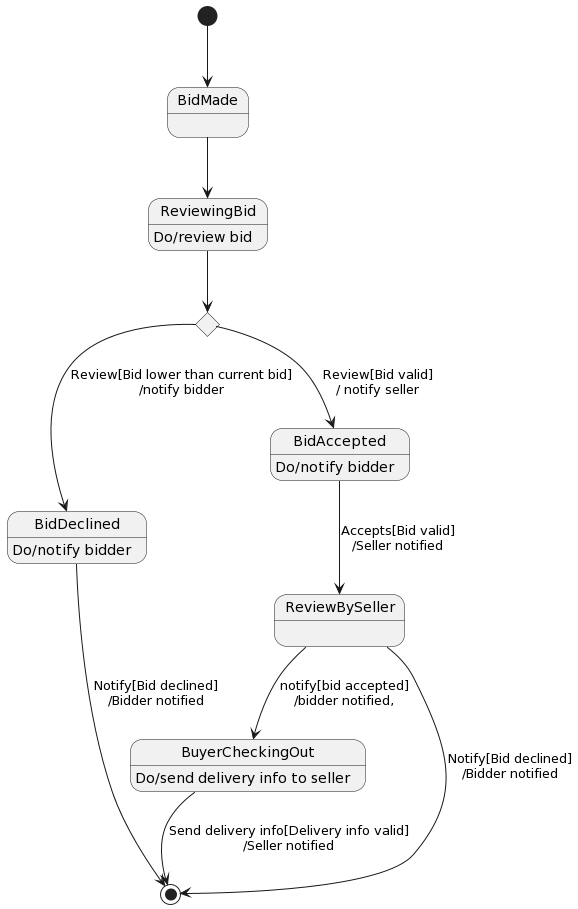 BidMade
ReviewingBid
Do/review bid
Review[Bid lower than current bid]
/notify bidder
Review[Bid valid]
/ notify seller
BidAccepted
Do/notify bidder
BidDeclined
Do/notify bidder
Accepts[Bid valid]
/Seller notified
ReviewBySeller
Notify[Bid declined]
/Bidder notified
notify[bid accepted]
/bidder notified,
BuyerCheckingOut
Do/send delivery info to seller
Notify[Bid declined]
/Bidder notified
Send delivery info[Delivery info valid]
/Seller notified